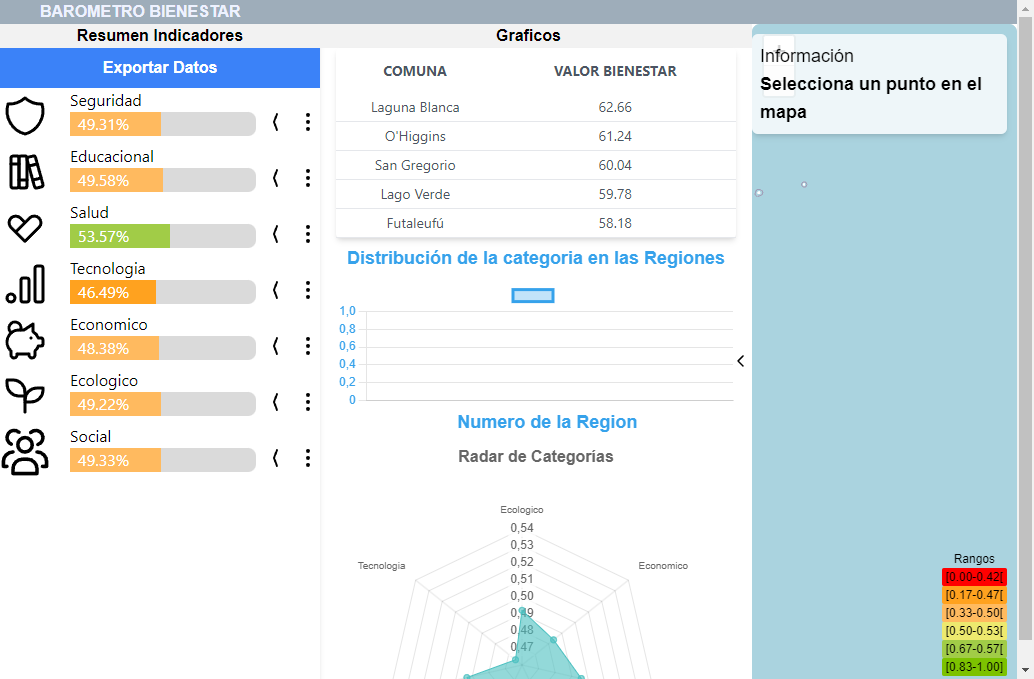 BAROMETRO BIENESTAR
Resumen Indicadores
Exportar Datos
Seguridad
49.31%
Educacional
49.58%
Salud
53.57%
Tecnologia
46.49%
Economico
48.38%
Ecologico
49.22%
Social
49.33%
Graficos
COMUNA VALOR BIENESTAR
Laguna Blanca 62.66
O'Higgins 61.24
San Gregorio 60.04
Lago Verde 59.78
Futaleufú 58.18
Distribución de la categoria en las Regiones
1,0
0,8
0,6
0,4
0,2
0
Numero de la Region
Radar de Categorías
Ecologico
0,54
0,53
0,52
0,51
0,50
0,49
0,48
0,47
Tecnologia
Economico
Información
Selecciona un punto en el
mapa
Rangos
[0.00-0.42[
[0.17-0.47[
[0.33-0.50[
[0.50-0.53[
[0.67-0.57[
[0.83-1.00]